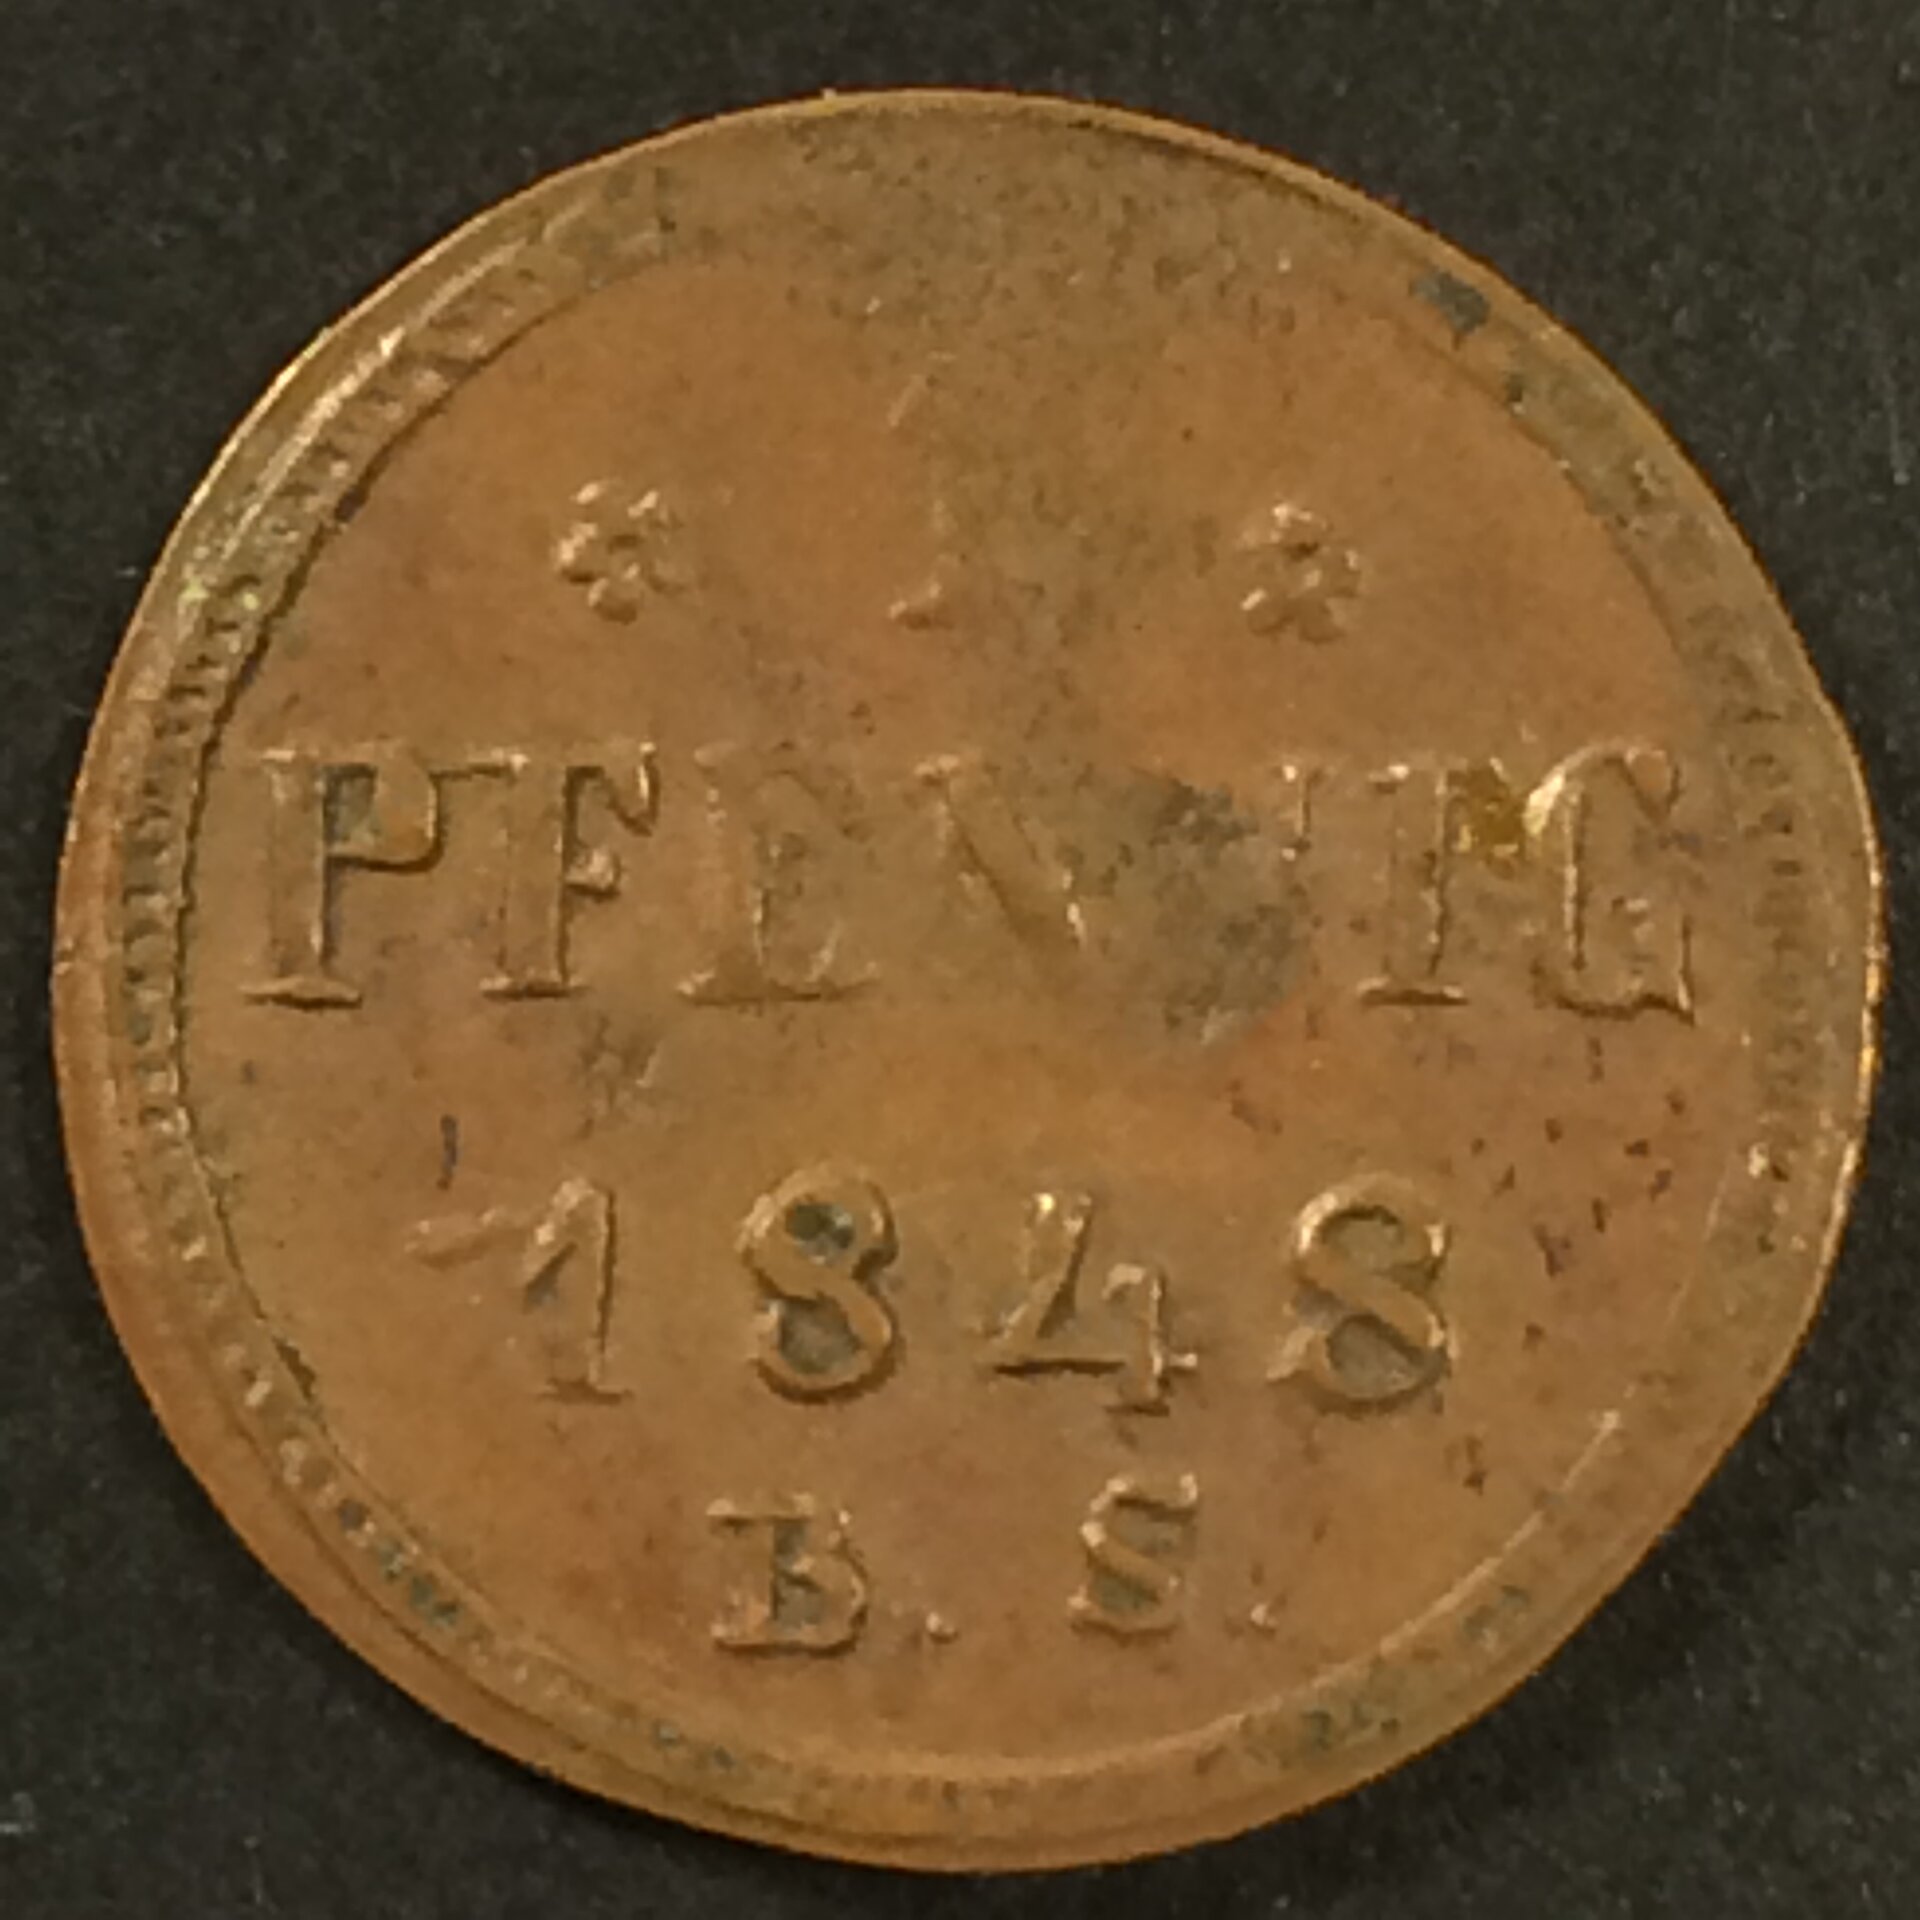 1
PFENNIG
1848
B. S.